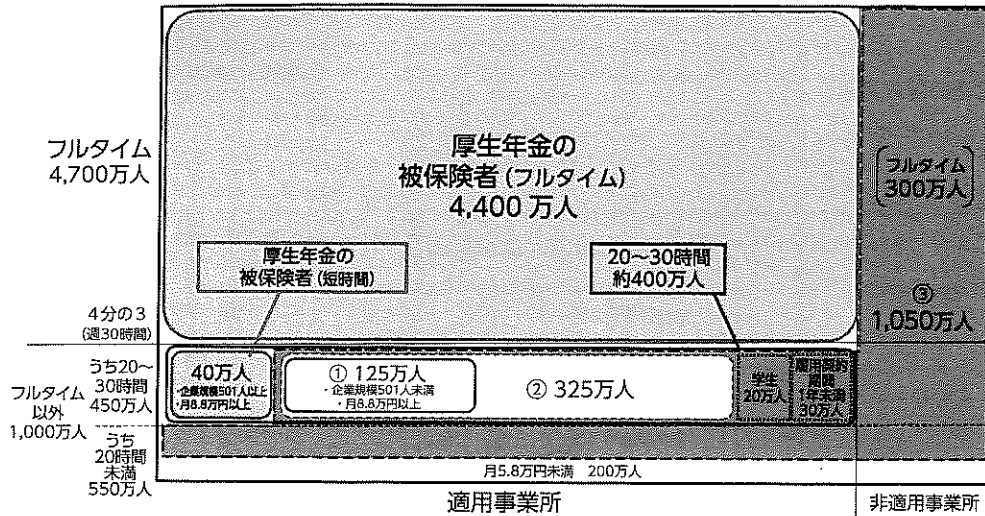 フルタイム
4,700万人
厚生年金の
被保険者(フルタイム)
4,400万人
(フルタイム
300万人)
厚生年金の
被保険者(短時間)
20〜30時間
約400万人
③
1,050万人
4分の3
(週30時間)
フルタイム
以外
1,000万人
うち20〜
30時間
450万人
40万人
・企業規模501人以上
・月8.8万円以上
① 125万人
・企業規模501人未満
・月8.8万円以上
② 325万人
学生
20万人
雇用契約
期間
1年未満
30万人
うち
20時間
未満
550万人
月5.8万円未満 200万人
適用事業所
非適用事業所